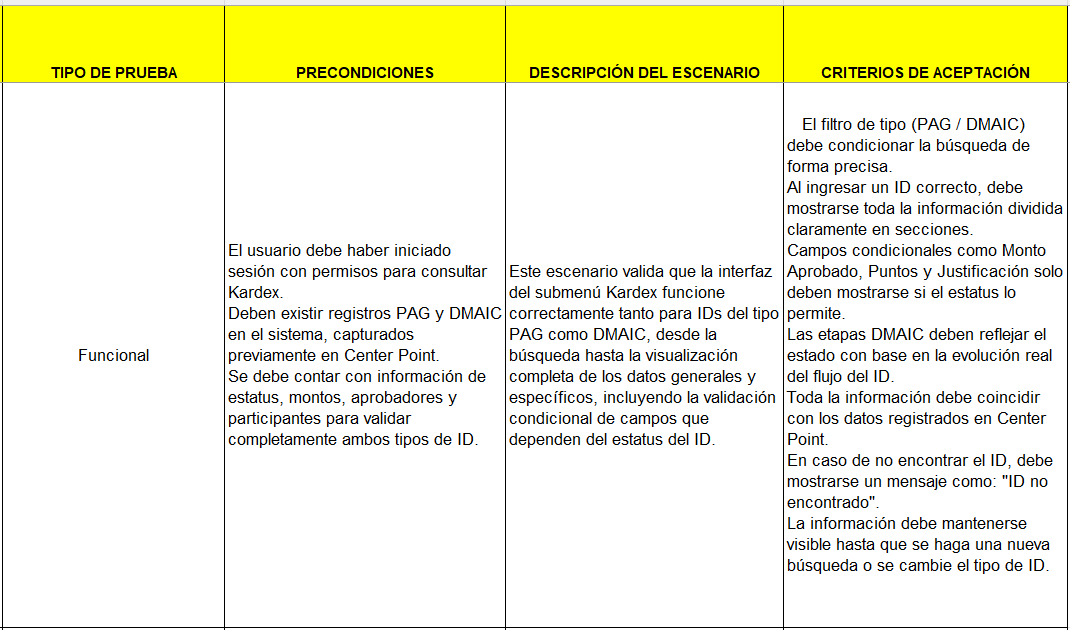 TIPO DE PRUEBA
PRECONDICIONES
DESCRIPCIÓN DEL ESCENARIO
CRITERIOS DE ACEPTACIÓN
Funcional
El usuario debe haber iniciado
sesión con permisos para consultar
Kardex.
Deben existir registros PAG y DMAIC
en el sistema, capturados
previamente en Center Point.
Se debe contar con información de
estatus, montos, aprobadores y
participantes para validar
completamente ambos tipos de ID.
Este escenario valida que la interfaz
del submenú Kardex funcione
correctamente tanto para IDs del tipo
PAG como DMAIC, desde la
búsqueda hasta la visualización
completa de los datos generales y
específicos, incluyendo la validación
condicional de campos que
dependen del estatus del ID.
El filtro de tipo (PAG / DMAIC)
debe condicionar la búsqueda de
forma precisa.
Al ingresar un ID correcto, debe
mostrarse toda la información dividida
claramente en secciones.
Campos condicionales como Monto
Aprobado, Puntos y Justificación solo
deben mostrarse si el estatus lo
permite.
Las etapas DMAIC deben reflejar el
estado con base en la evolución real
del flujo del ID.
Toda la información debe coincidir
con los datos registrados en Center
Point.
En caso de no encontrar el ID, debe
mostrarse un mensaje como: "ID no
encontrado".
La información debe mantenerse
visible hasta que se haga una nueva
búsqueda o se cambie el tipo de ID.